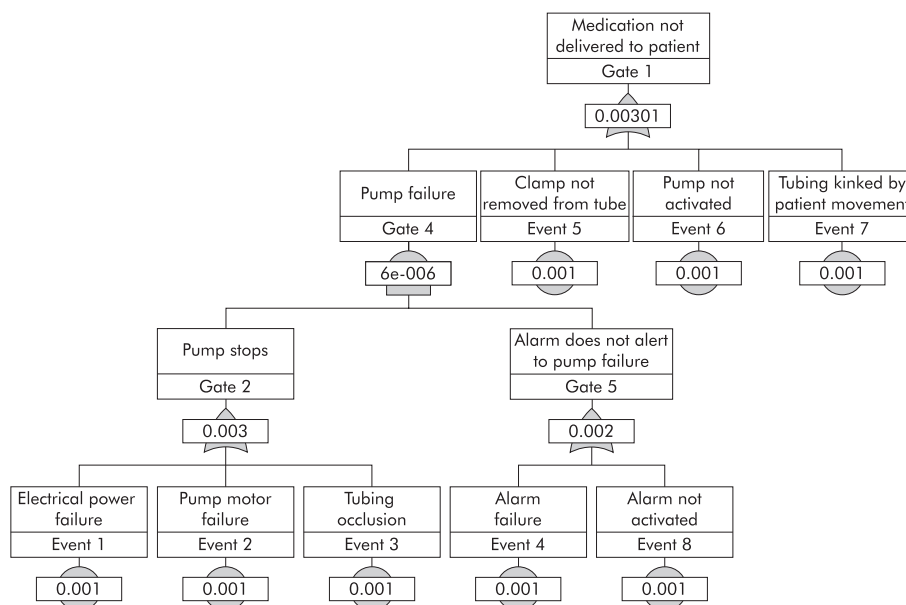 Medication not
delivered to patient
Gate 1
0.00301
Pump failure
Gate 4
6e-006
Clamp not
removed from tube
Event 5
0.001
Pump not
activated
Event 6
0.001
Tubing kinked by
patient movement
Event 7
0.001
Pump stops
Gate 2
0.003
Alarm does not alert
to pump failure
Gate 5
0.002
Electrical power
failure
Event 1
0.001
Pump motor
failure
Event 2
0.001
Tubing
occlusion
Event 3
0.001
Alarm
failure
Event 4
0.001
Alarm not
activated
Event 8
0.001